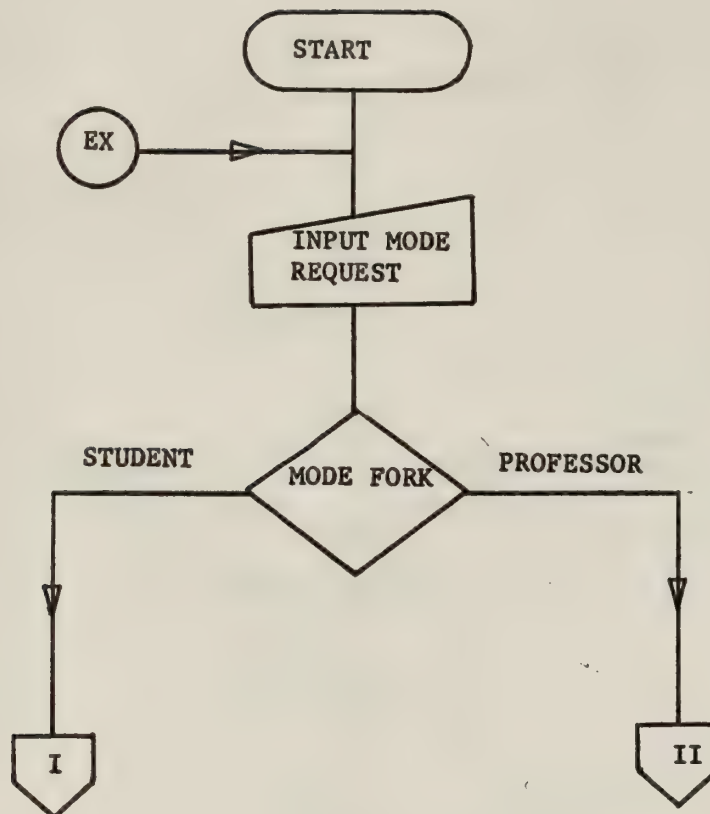 START
EX
INPUT MODE
REQUEST
STUDENT
MODE FORK
PROFESSOR
I
II